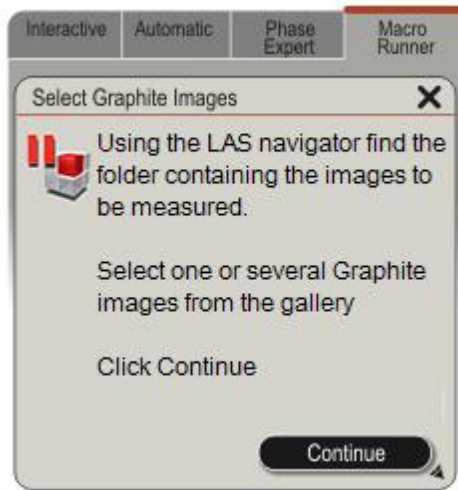 Interactive
Automatic
Phase
Expert
Macro
Runner
Select Graphite Images
Using the LAS navigator find the
folder containing the images to
be measured.
Select one or several Graphite
images from the gallery
Click Continue
Continue